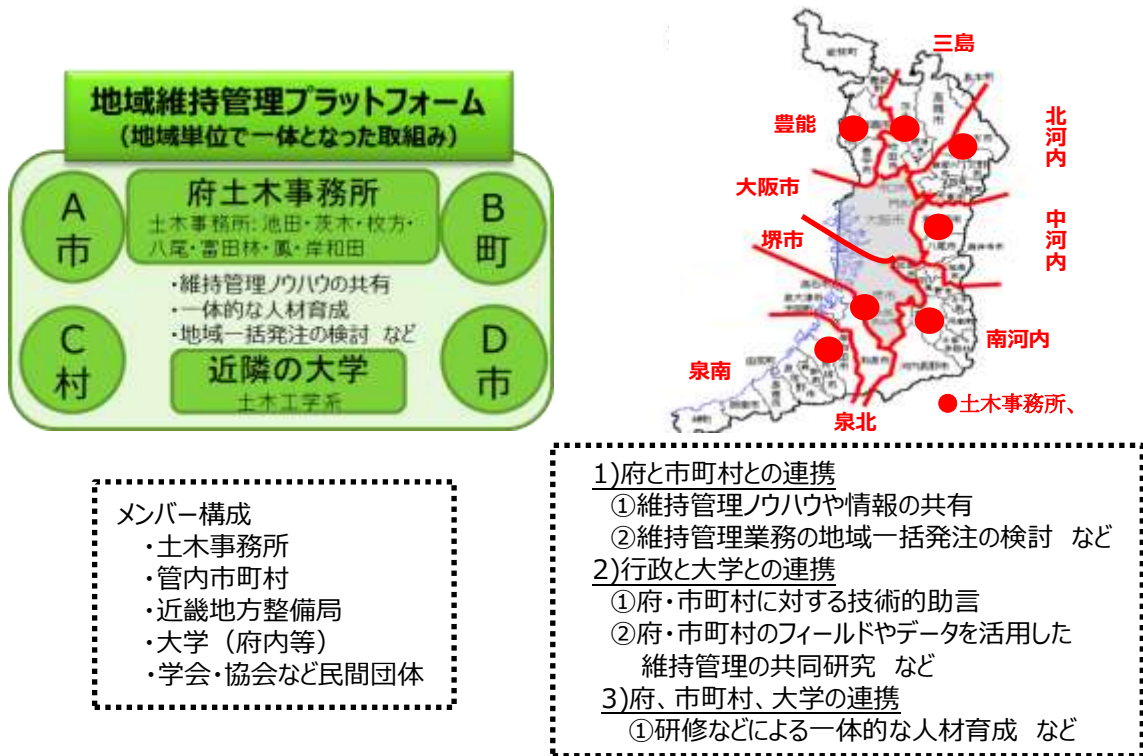 地域維持管理プラットフォーム
(地域単位で一体となった取組み)
A
市
府土木事務所
土木事務所:池田・茨木・枚方・
八尾・富田林・鳳・岸和田
B
町
・維持管理ノウハウの共有
・一体的な人材育成
・地域一括発注の検討 など
C
村
近隣の大学
土木工学系
D
市
三島
豊能
北河内
大阪市
中河内
堺市
南河内
泉南
泉北
●土木事務所、
大阪市
八尾市
メンバー構成
・土木事務所
・管内市町村
・近畿地方整備局
・大学(府内等)
・学会・協会など民間団体
1)府と市町村との連携
①維持管理ノウハウや情報の共有
②維持管理業務の地域一括発注の検討 など
2)行政と大学との連携
①府・市町村に対する技術的助言
②府・市町村のフィールドやデータを活用した
維持管理の共同研究 など
3)府、市町村、大学の連携
①研修などによる一体的な人材育成 など